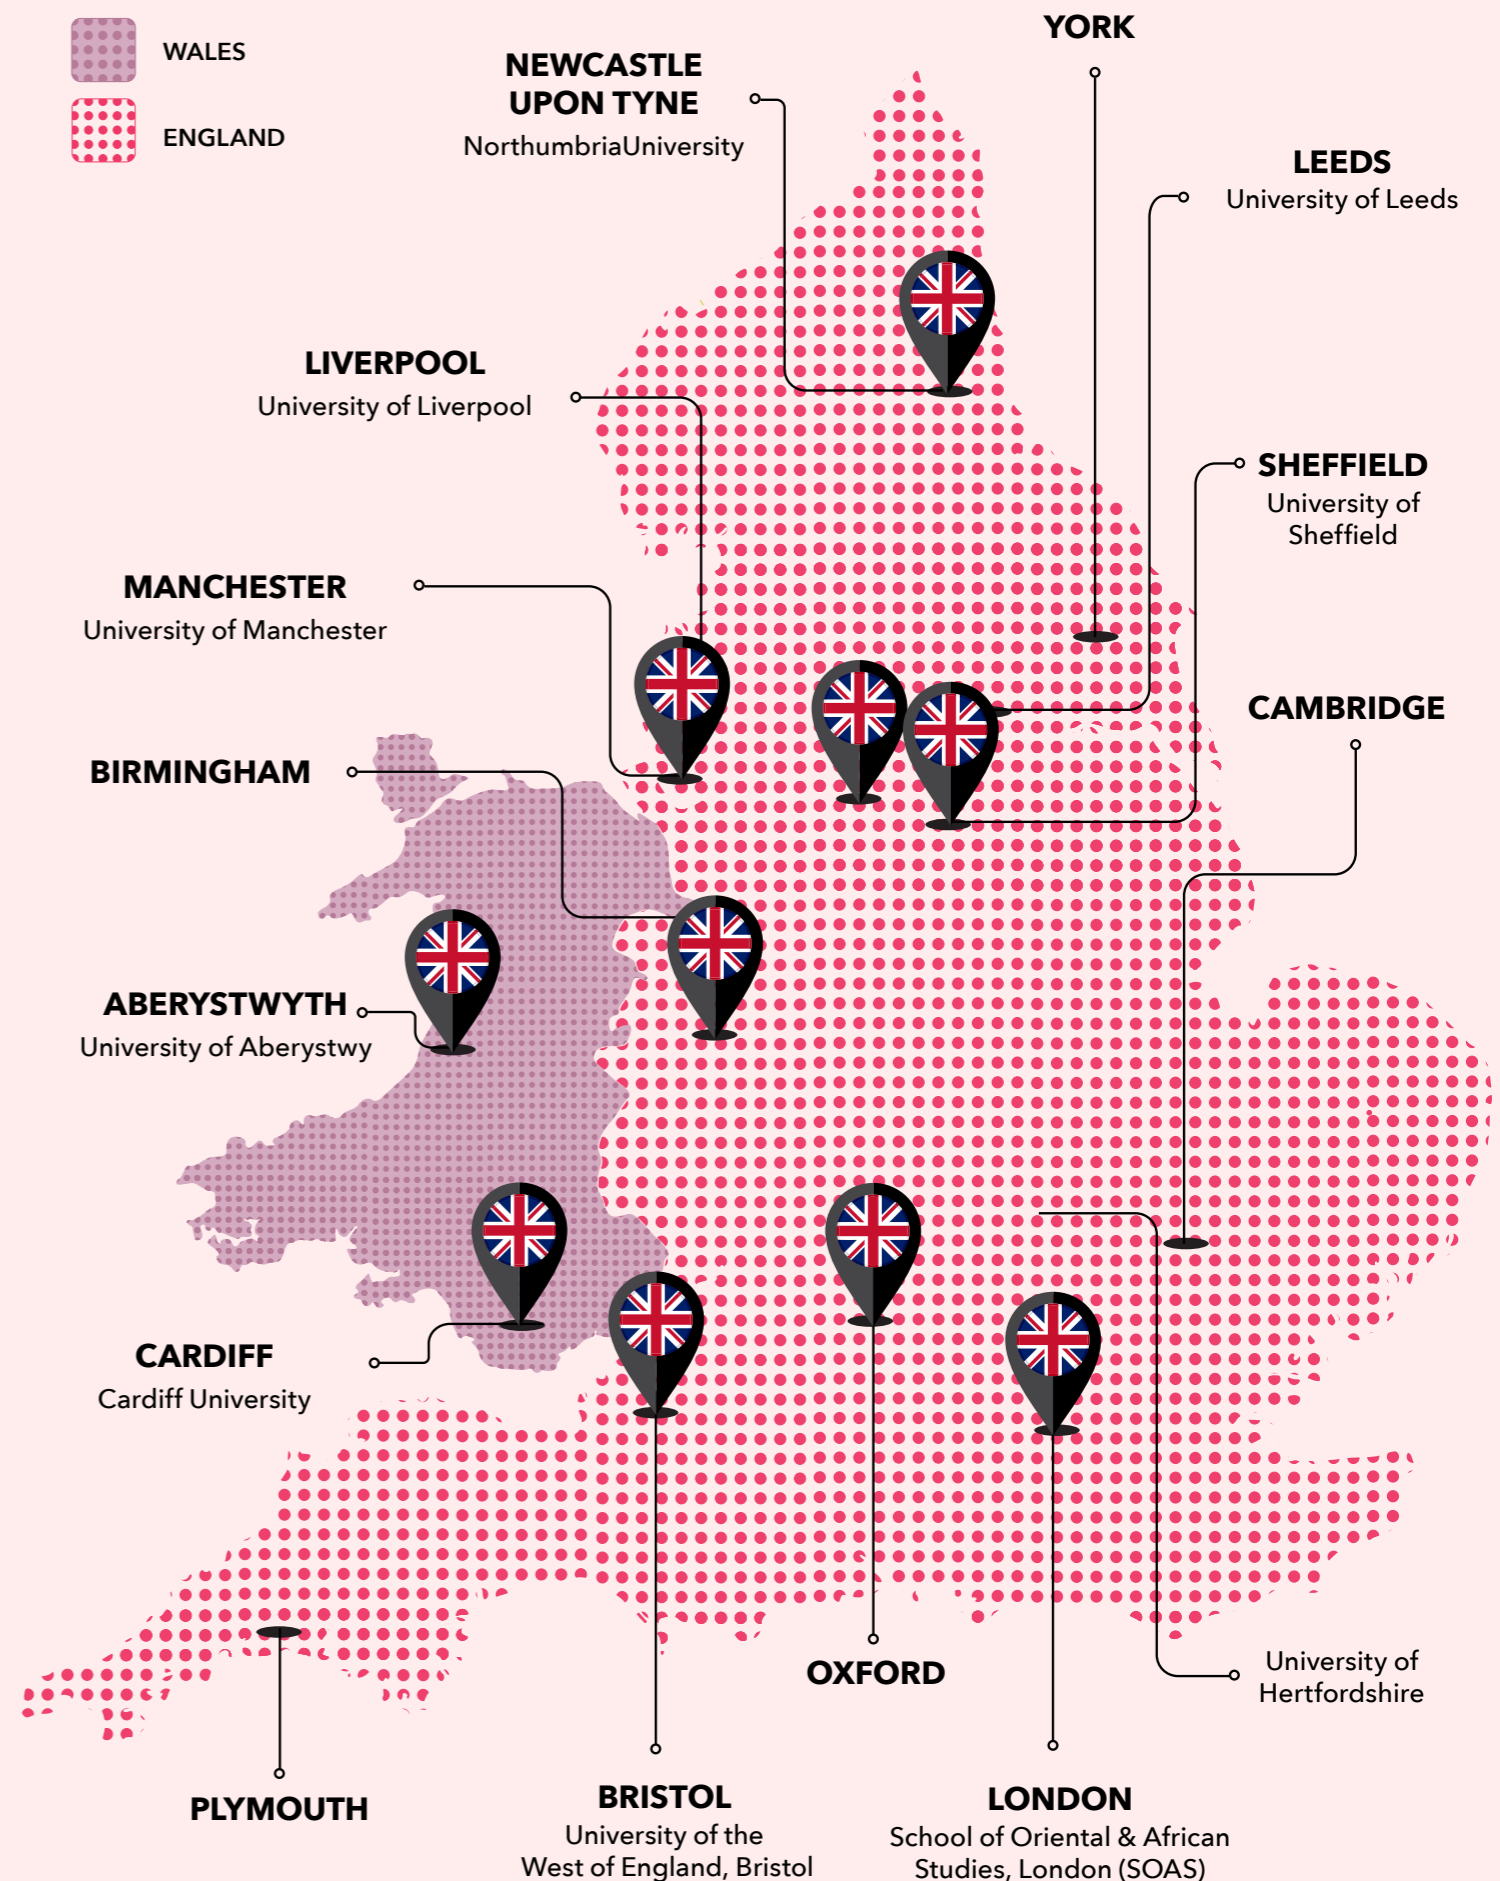 WALES
ENGLAND
YORK
NEWCASTLE
UPON TYNE
NorthumbriaUniversity
LEEDS
University of Leeds
LIVERPOOL
University of Liverpool
SHEFFIELD
University of
Sheffield
MANCHESTER
University of Manchester
CAMBRIDGE
BIRMINGHAM
ABERYSTWYTH
University of Aberystwy
CARDIFF
Cardiff University
OXFORD
University of
Hertfordshire
PLYMOUTH
BRISTOL
University of the
West of England, Bristol
LONDON
School of Oriental & African
Studies, London (SOAS)